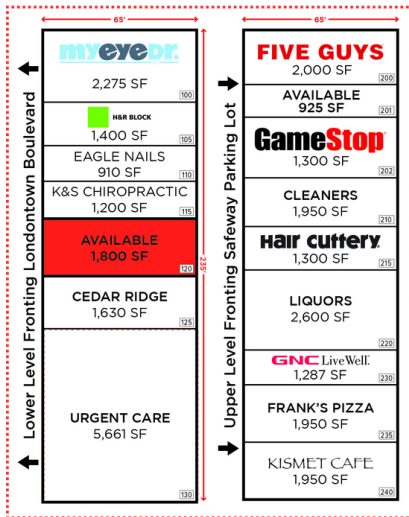 65'
myeyedr.
2,275 SF
100
H&R BLOCK
1,400 SF
105
EAGLE NAILS
910 SF
110
K&S CHIROPRACTIC
1,200 SF
115
AVAILABLE
1,800 SF
120
CEDAR RIDGE
1,630 SF
125
URGENT CARE
5,661 SF
130
Lower Level Fronting Londontown Boulevard
235'
65'
FIVE GUYS
2,000 SF
200
AVAILABLE
925 SF
201
GameStop
1,300 SF
202
CLEANERS
1,950 SF
210
Hair cuttery
1,300 SF
215
LIQUORS
2,600 SF
220
GNC LiveWell.
1,287 SF
230
FRANK'S PIZZA
1,950 SF
235
KISMET CAFE
1,950 SF
240
Upper Level Fronting Safeway Parking Lot